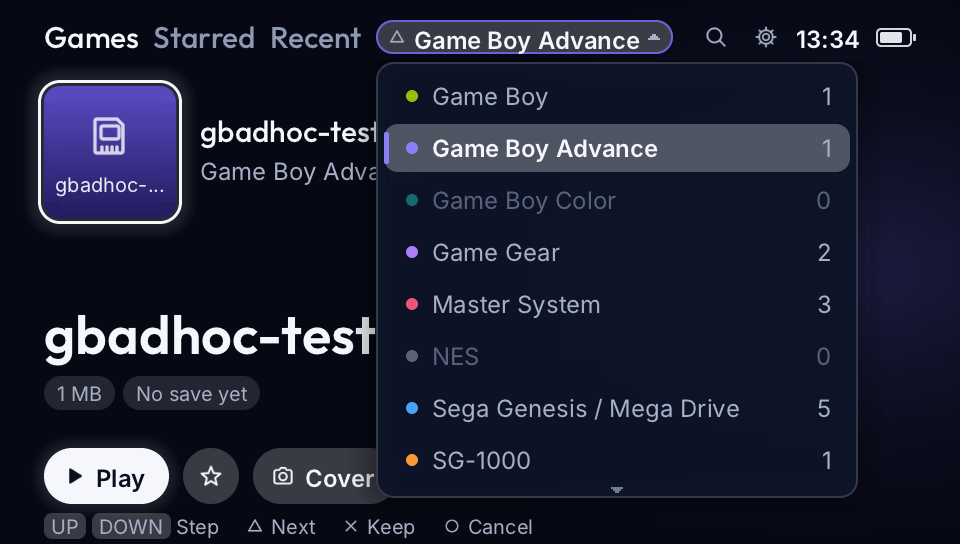 Games Starred Recent Game Boy Advance 13:34
gbadhoc-...
gbadhoc-test
Game Boy Adva
Game Boy 1
Game Boy Advance 1
Game Boy Color 0
Game Gear 2
Master System 3
NES 0
Sega Genesis / Mega Drive 5
SG-1000 1
gbadhoc-test
1 MB No save yet
Play Cover
UP DOWN Step Next Keep Cancel